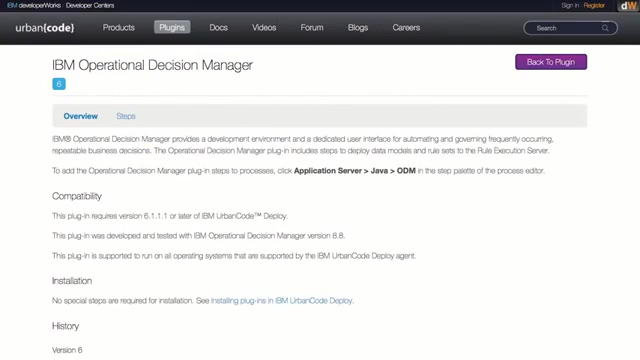 IBM developerWorks Developer Centers
Sign in Register
dW
urban{code}
Products Plugins Docs Videos Forum Blogs Careers
Search
IBM Operational Decision Manager
Back To Plugin
6
Overview Steps
IBM® Operational Decision Manager provides a development environment and a dedicated user interface for automating and governing frequently occurring,
repeatable business decisions. The Operational Decision Manager plug-in includes steps to deploy data models and rule sets to the Rule Execution Server.
To add the Operational Decision Manager plug-in steps to processes, click Application Server > Java > ODM in the step palette of the process editor.
Compatibility
This plug-in requires version 6.1.1.1 or later of IBM UrbanCode™ Deploy.
This plug-in was developed and tested with IBM Operational Decision Manager version 8.8.
This plug-in is supported to run on all operating systems that are supported by the IBM UrbanCode Deploy agent.
Installation
No special steps are required for installation. See Installing plug-ins in IBM UrbanCode Deploy.
History
Version 6